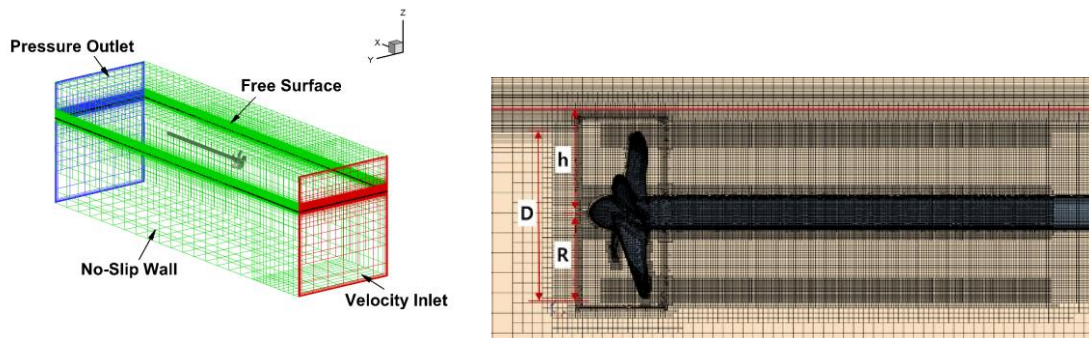 Z
X
Y
Pressure Outlet
Free Surface
No-Slip Wall
Velocity Inlet
h
D
R